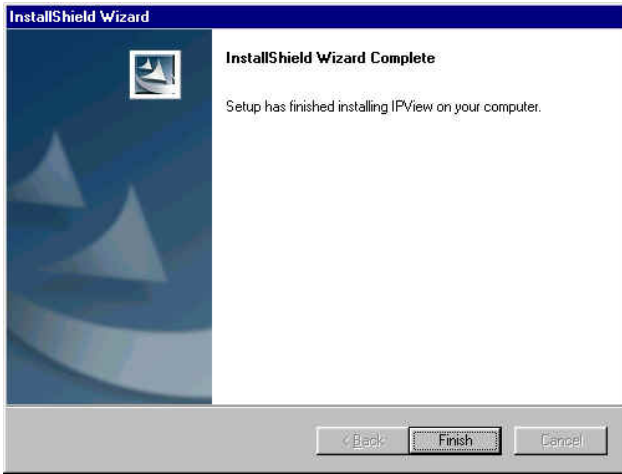 InstallShield Wizard
InstallShield Wizard Complete
Setup has finished installing IPView on your computer.
< Back Finish Cancel